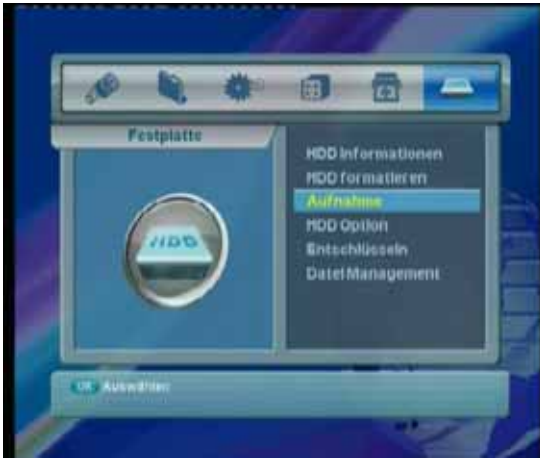 Festplatte
HDD
HDD Informationen
HDD formatieren
Aufnahme
HDD Option
Entschlüsseln
Datei Management
OK Auswählen